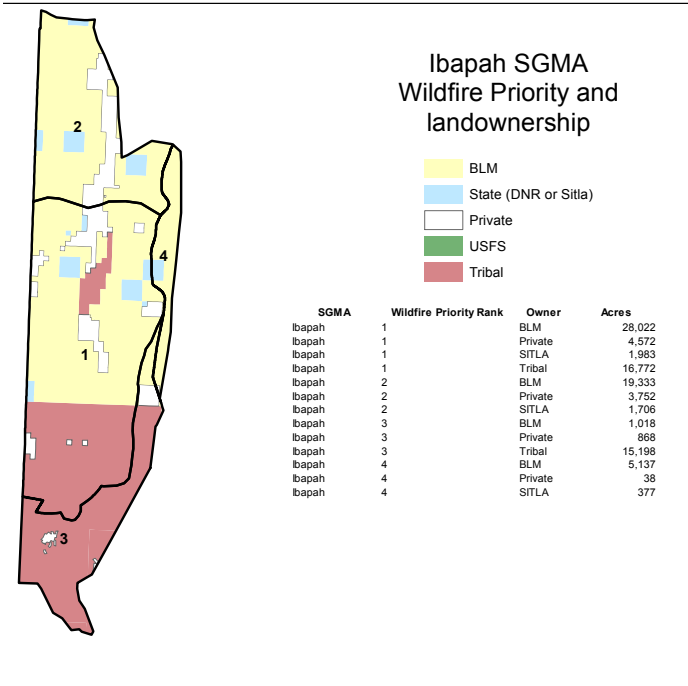 Ibapah SGMA
Wildfire Priority and
landownership
BLM
State (DNR or Sitla)
Private
USFS
Tribal
SGMA Wildfire Priority Rank Owner Acres
Ibapah 1 BLM 28,022
Ibapah 1 Private 4,572
Ibapah 1 SITLA 1,983
Ibapah 1 Tribal 16,772
Ibapah 2 BLM 19,333
Ibapah 2 Private 3,752
Ibapah 2 SITLA 1,706
Ibapah 3 BLM 1,018
Ibapah 3 Private 868
Ibapah 3 Tribal 15,198
Ibapah 4 BLM 5,137
Ibapah 4 Private 38
Ibapah 4 SITLA 377
2
4
1
3